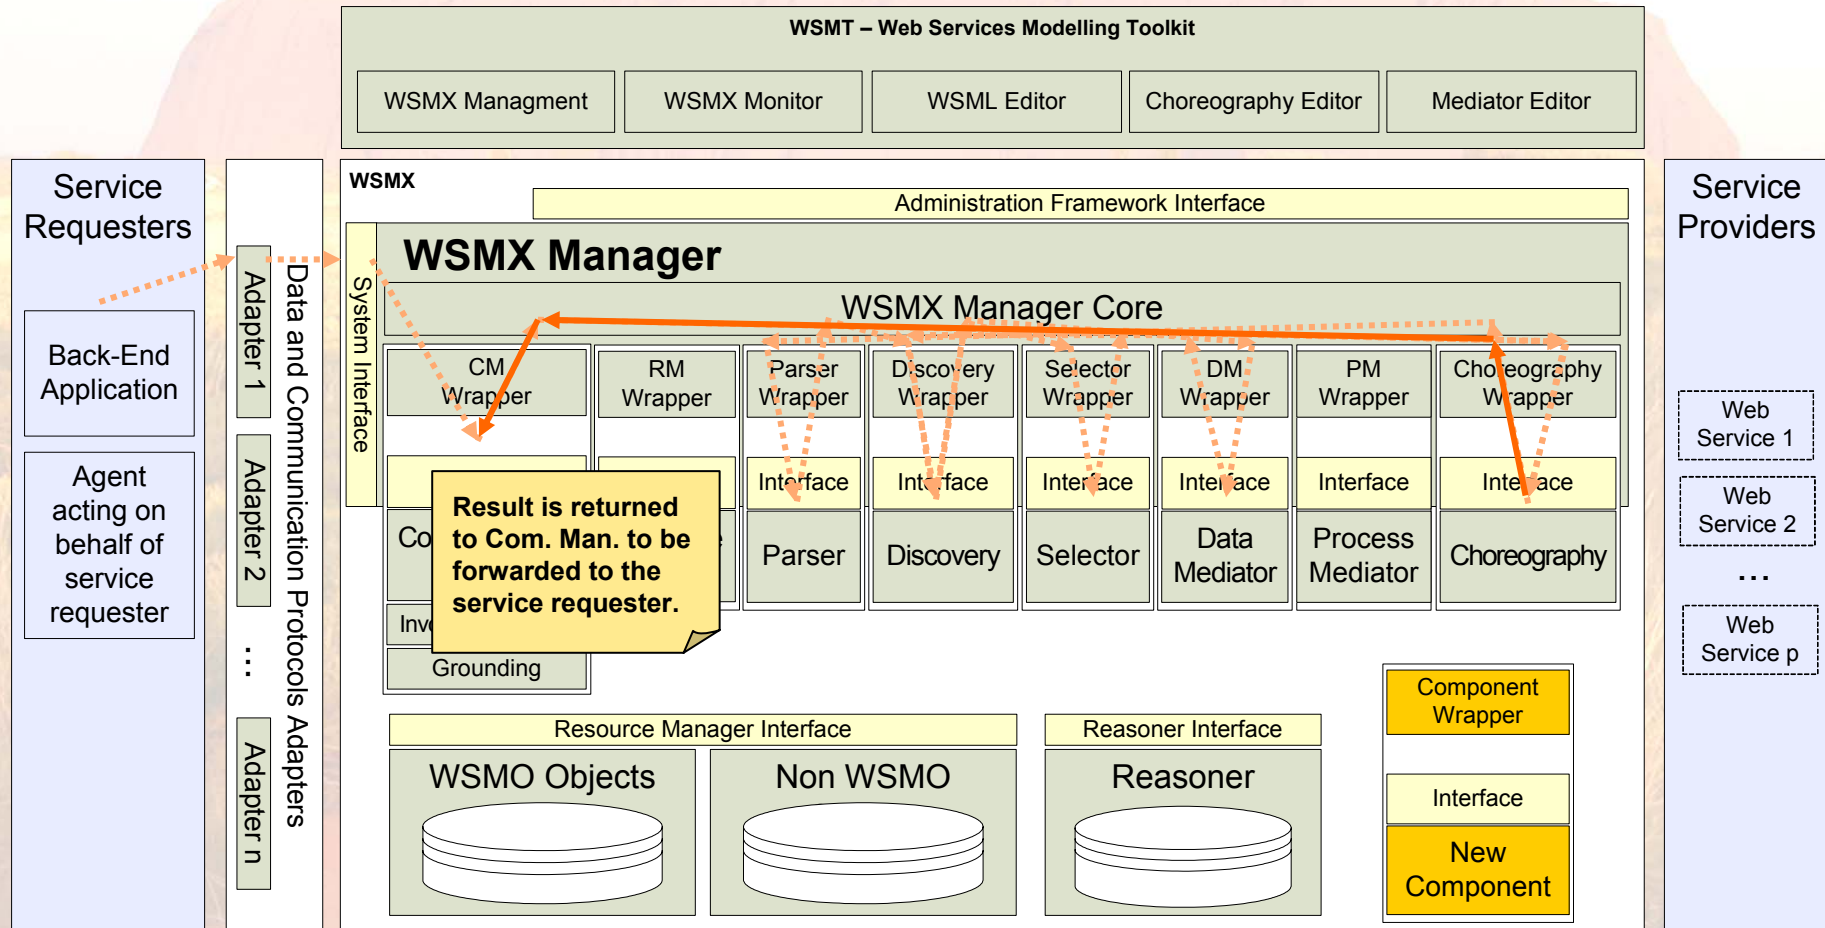 WSMT – Web Services Modelling Toolkit
WSMX Managment
WSMX Monitor
WSML Editor
Choreography Editor
Mediator Editor
Service
Requesters
Back-End
Application
Agent
acting on
behalf of
service
requester
Adapter 1
Adapter 2
...
Adapter n
Data and Communication Protocols Adapters
WSMX
Administration Framework Interface
System Interface
WSMX Manager
WSMX Manager Core
CM
Wrapper
RM
Wrapper
Parser
Wrapper
Discovery
Wrapper
Selector
Wrapper
DM
Wrapper
PM
Wrapper
Choreography
Wrapper
Interface
Interface
Interface
Interface
Interface
Interface
Result is returned
to Com. Man. to be
forwarded to the
service requester.
Parser
Discovery
Selector
Data
Mediator
Process
Mediator
Choreography
Grounding
Resource Manager Interface
WSMO Objects
Non WSMO
Reasoner Interface
Reasoner
Component
Wrapper
Interface
New
Component
Service
Providers
Web
Service 1
Web
Service 2
...
Web
Service p